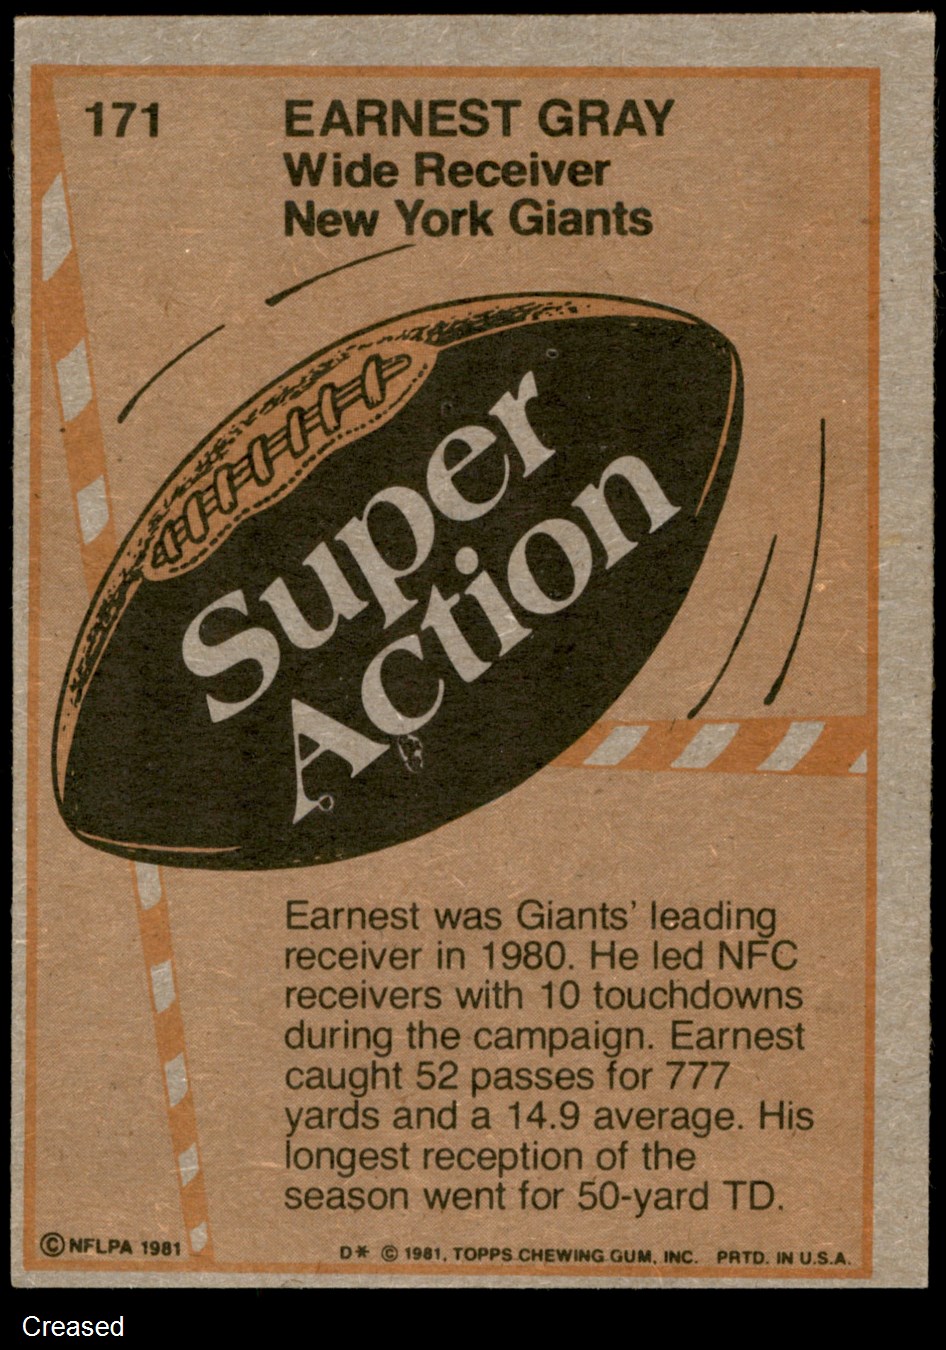 171
EARNEST GRAY
Wide Receiver
New York Giants
Super
Action
Earnest was Giants' leading
receiver in 1980. He led NFC
receivers with 10 touchdowns
during the campaign. Earnest
caught 52 passes for 777
yards and a 14.9 average. His
longest reception of the
season went for 50-yard TD.
©NFLPA 1981
D* © 1981, TOPPS CHEWING GUM, INC. PRTD. IN U.S.A.
Creased